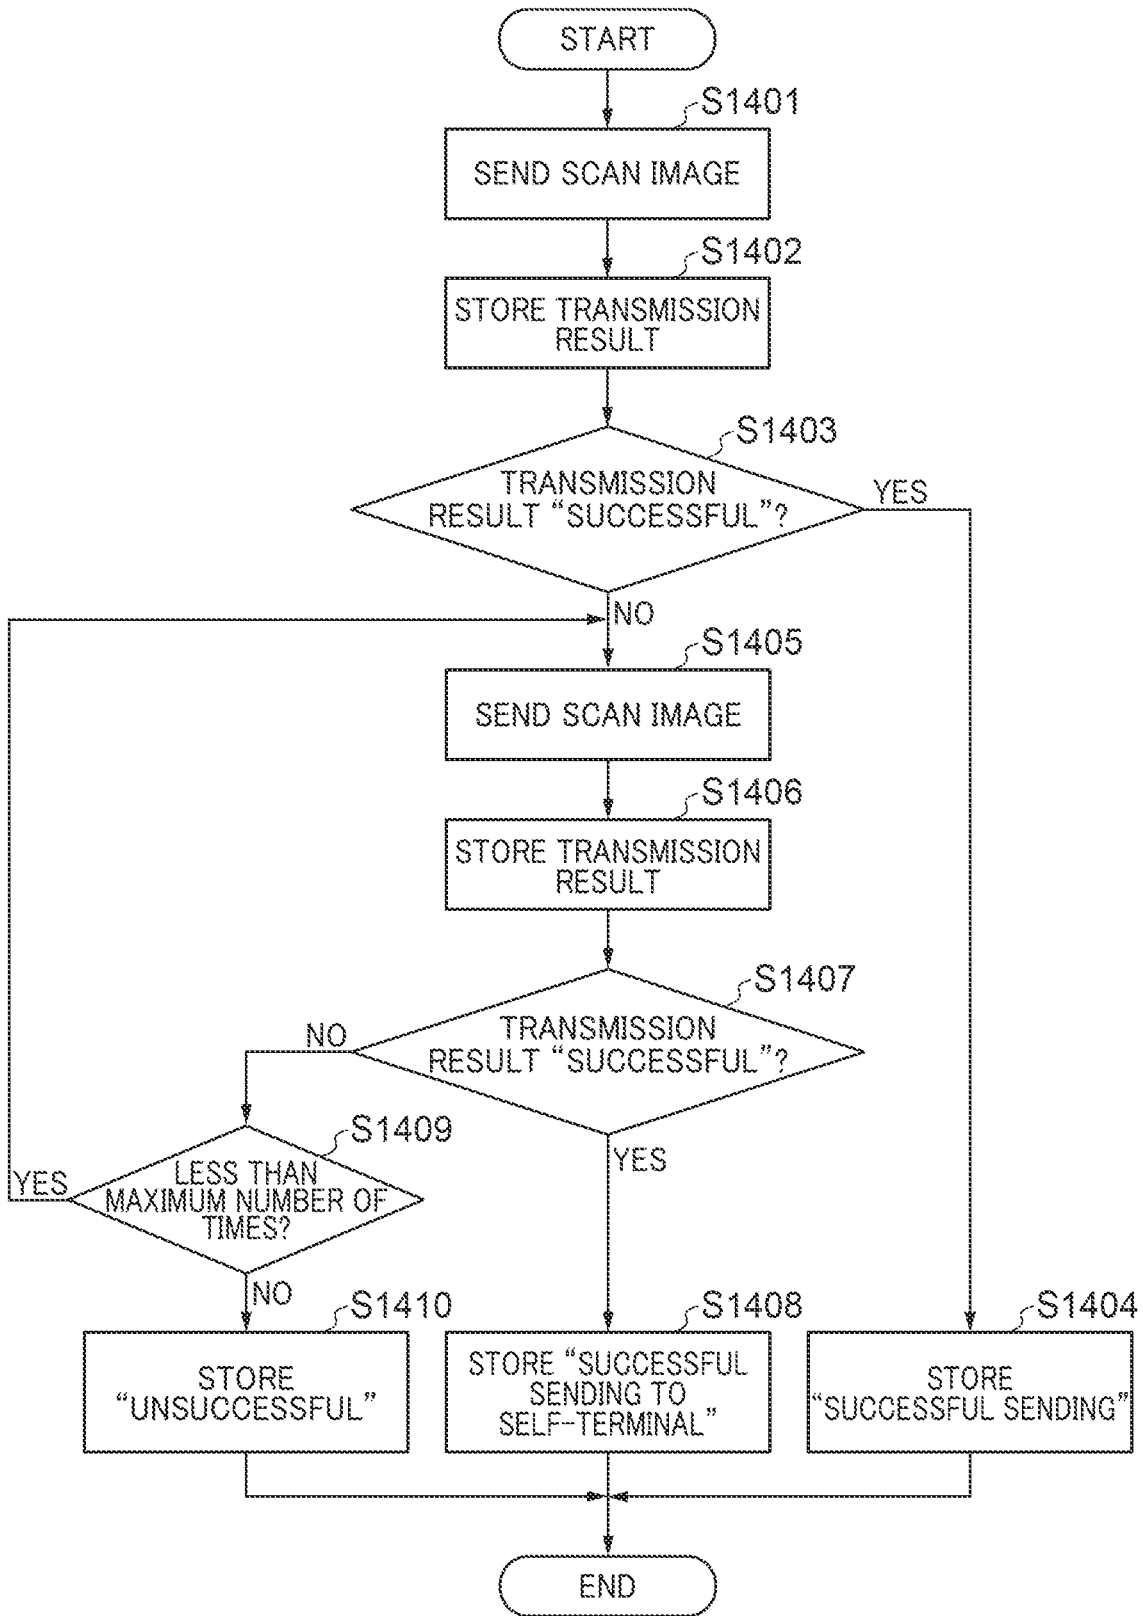 START
S1401
SEND SCAN IMAGE
S1402
STORE TRANSMISSION
RESULT
S1403
TRANSMISSION
RESULT “SUCCESSFUL”?
YES
NO
S1405
SEND SCAN IMAGE
S1406
STORE TRANSMISSION
RESULT
S1407
TRANSMISSION
RESULT “SUCCESSFUL”?
NO
YES
S1409
LESS THAN
MAXIMUM NUMBER OF
TIMES?
YES
NO
S1410
STORE
“UNSUCCESSFUL”
S1408
STORE “SUCCESSFUL
SENDING TO
SELF-TERMINAL”
S1404
STORE
“SUCCESSFUL SENDING”
END